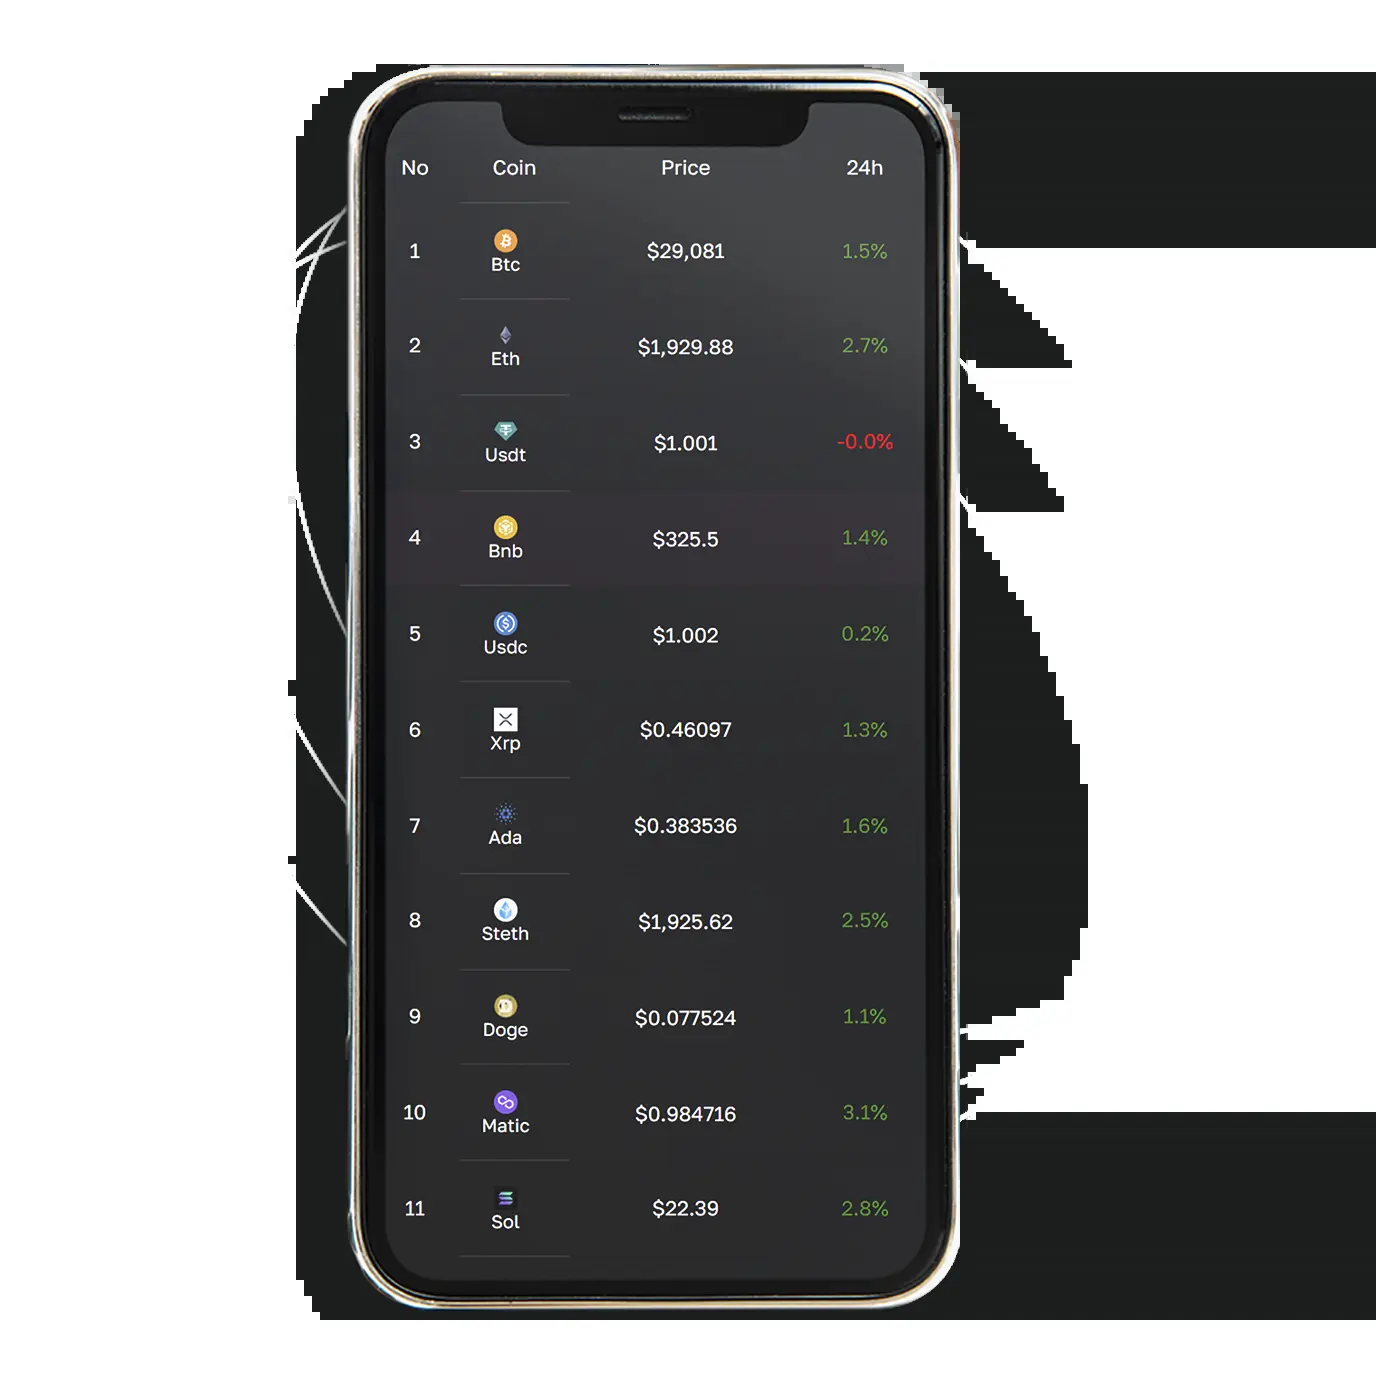 No Coin Price 24h
1 Btc $29,081 1.5%
2 Eth $1,929.88 2.7%
3 Usdt $1.001 -0.0%
4 Bnb $325.5 1.4%
5 Usdc $1.002 0.2%
6 Xrp $0.46097 1.3%
7 Ada $0.383536 1.6%
8 Steth $1,925.62 2.5%
9 Doge $0.077524 1.1%
10 Matic $0.984716 3.1%
11 Sol $22.39 2.8%